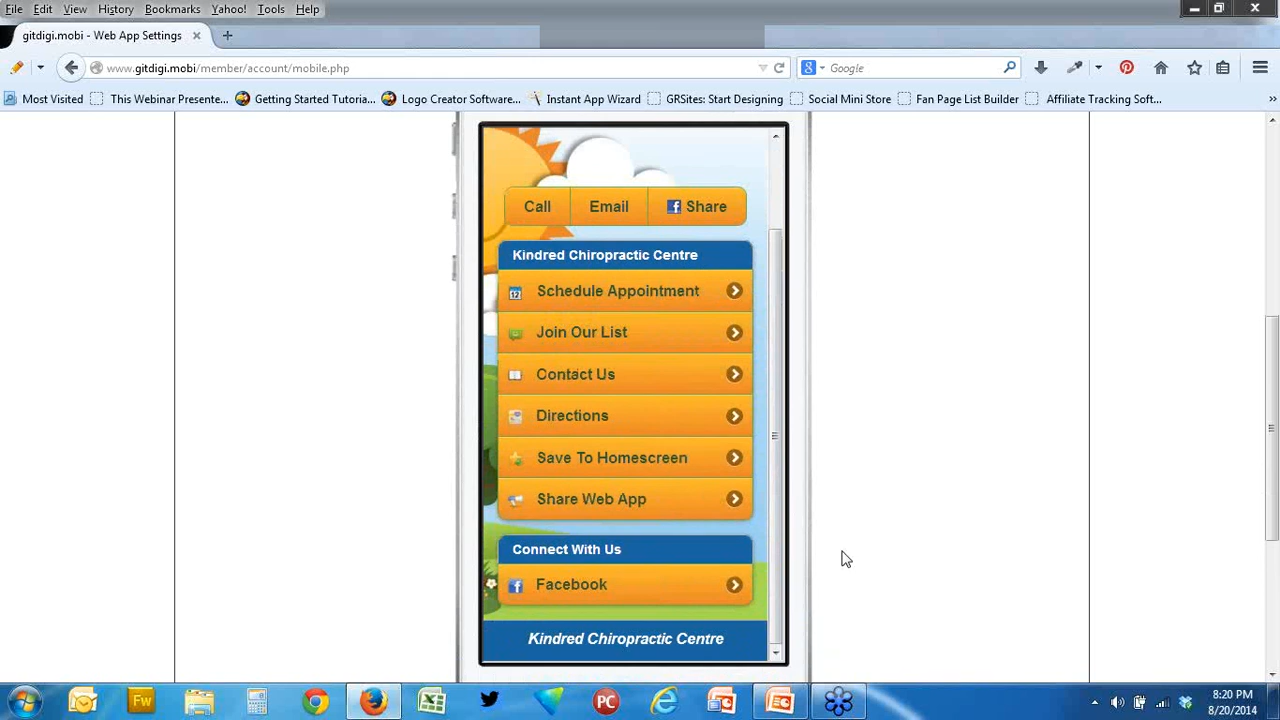 File Edit View History Bookmarks Yahoo! Tools Help
gitdigi.mobi - Web App Settings
www.gitdigi.mobi/member/account/mobile.php
Google
Most Visited This Webinar Presente... Getting Started Tutoria... Logo Creator Software... Instant App Wizard GRSites: Start Designing Social Mini Store Fan Page List Builder Affiliate Tracking Soft...
Call Email Share
Kindred Chiropractic Centre
Schedule Appointment
Join Our List
Contact Us
Directions
Save To Homescreen
Share Web App
Connect With Us
Facebook
Kindred Chiropractic Centre
8:20 PM
8/20/2014